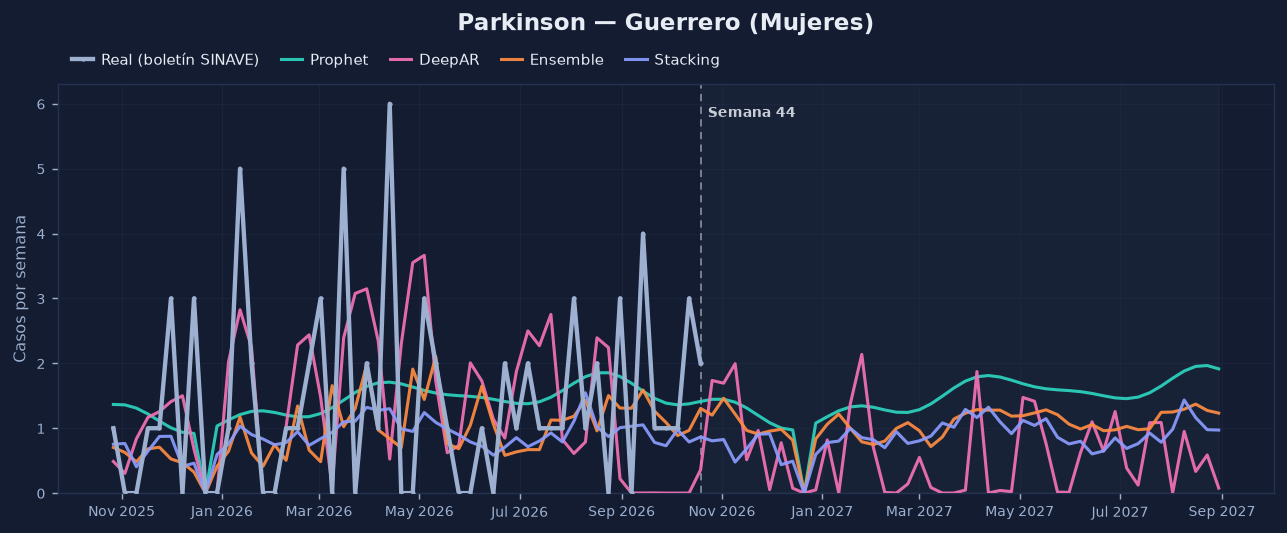 Parkinson — Guerrero (Mujeres)
Real (boletín SINAVE) Prophet DeepAR Ensemble Stacking
Semana 44
Casos por semana
6
5
4
3
2
1
0
Nov 2025 Jan 2026 Mar 2026 May 2026 Jul 2026 Sep 2026 Nov 2026 Jan 2027 Mar 2027 May 2027 Jul 2027 Sep 2027